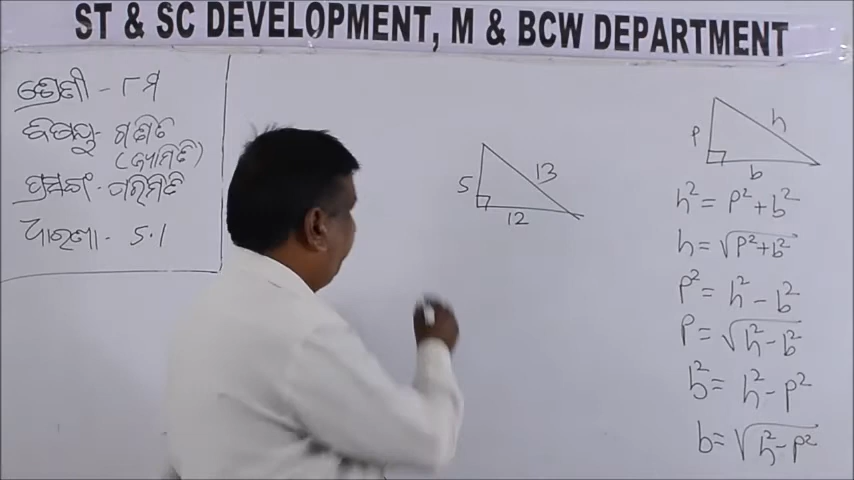 ST & SC DEVELOPMENT, M & BCW DEPARTMENT
ଶ୍ରେଣୀ - ୮ମ
ବିଷୟ - ଗଣିତ
(ଜ୍ୟାମିତି)
ପ୍ରସଙ୍ଗ - ପରିମିତି
ଧାରଣା - 5.1
5
13
12
p
h
b
h² = p² + b²
h = √p² + b²
p² = h² - b²
p = √h² - b²
b² = h² - p²
b = √h² - p²